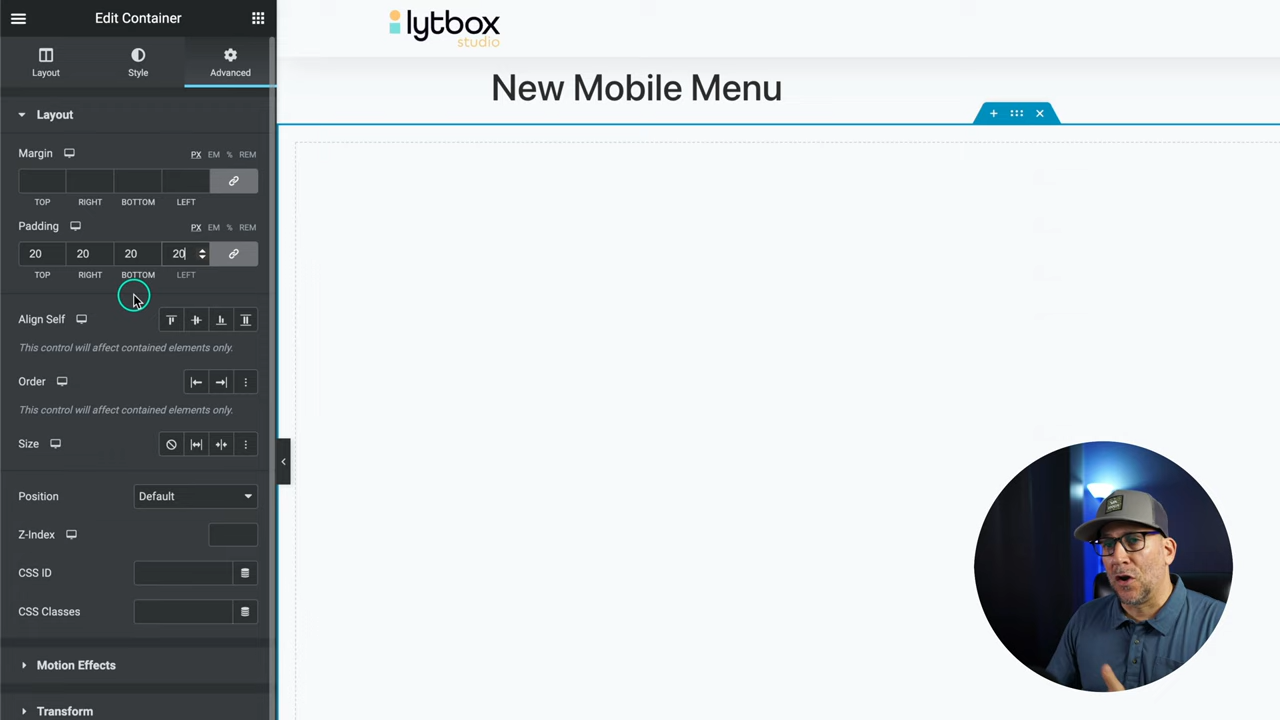 Edit Container
lytbox
studio
Layout
Style
Advanced
New Mobile Menu
Layout
Margin
PX EM % REM
TOP RIGHT BOTTOM LEFT
Padding
PX EM % REM
20 20 20 20
TOP RIGHT BOTTOM LEFT
Align Self
This control will affect contained elements only.
Order
This control will affect contained elements only.
Size
Position
Default
Z-Index
CSS ID
CSS Classes
Motion Effects
Transform